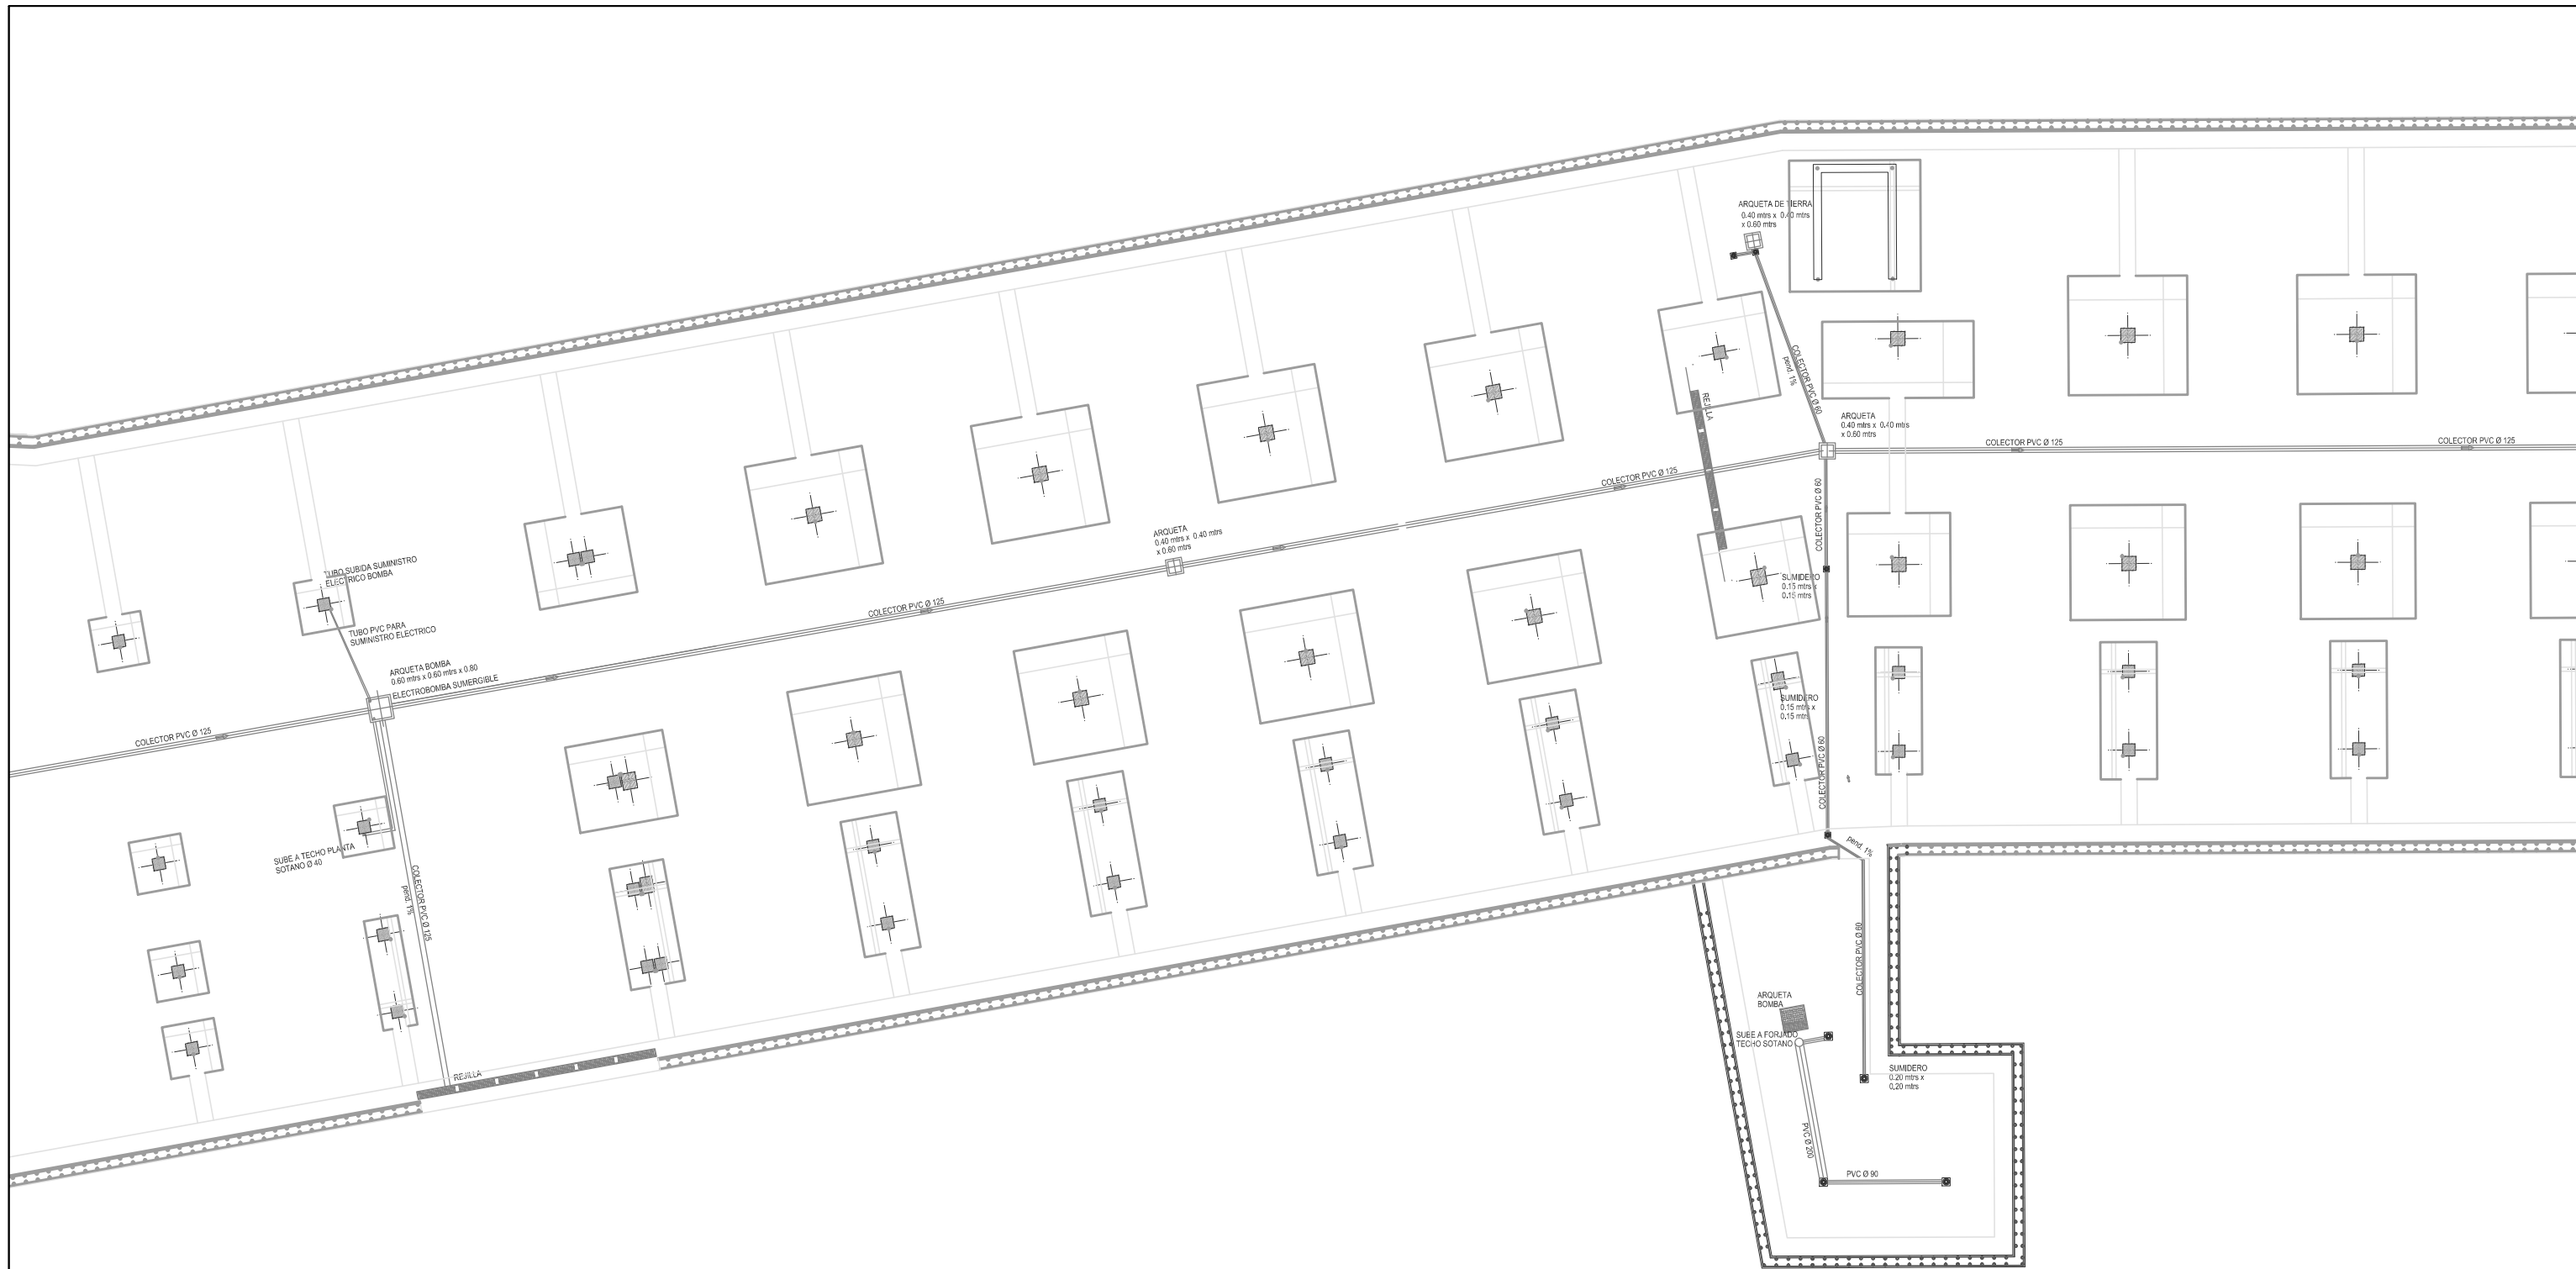 ARQUETA DE TIERRA
0.40 mtrs x 0.40 mtrs
x 0.60 mtrs
COLECTOR PVC Ø 60
pend. 1%
REJILLA
ARQUETA
0.40 mtrs x 0.40 mtrs
x 0.60 mtrs
COLECTOR PVC Ø 125
COLECTOR PVC Ø 125
COLECTOR PVC Ø 125
COLECTOR PVC Ø 60
ARQUETA
0.40 mtrs x 0.40 mtrs
x 0.60 mtrs
TUBO SUBIDA SUMINISTRO
ELECTRICO BOMBA
SUMIDERO
0.15 mtrs x
0.15 mtrs
COLECTOR PVC Ø 125
TUBO PVC PARA
SUMINISTRO ELECTRICO
ARQUETA BOMBA
0.60 mtrs x 0.60 mtrs x 0.80
ELECTROBOMBA SUMERGIBLE
SUMIDERO
0.15 mtrs x
0.15 mtrs
COLECTOR PVC Ø 125
COLECTOR PVC Ø 60
pend. 1%
SUBE A TECHO PLANTA
SOTANO Ø 40
COLECTOR PVC Ø 125
pend. 1%
COLECTOR PVC Ø 60
ARQUETA
BOMBA
SUBE A FORJADO
TECHO SOTANO
REJILLA
SUMIDERO
0.20 mtrs x
0,20 mtrs
PVC Ø 200
PVC Ø 90